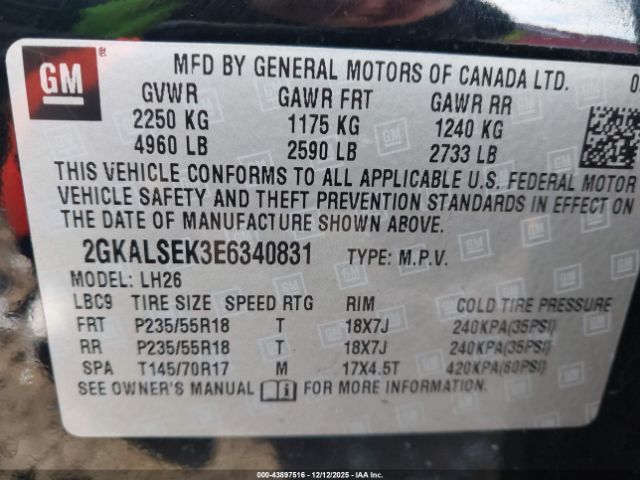 GM ® MFD BY GENERAL MOTORS OF CANADA LTD.
GVWR GAWR FRT GAWR RR
2250 KG 1175 KG 1240 KG
4960 LB 2590 LB 2733 LB
THIS VEHICLE CONFORMS TO ALL APPLICABLE U.S. FEDERAL MOTOR
VEHICLE SAFETY AND THEFT PREVENTION STANDARDS IN EFFECT ON
THE DATE OF MANUFACTURE SHOWN ABOVE.
2GKALSEK3E6340831 TYPE: M.P.V.
MODEL: LH26
LBC9 TIRE SIZE SPEED RTG RIM COLD TIRE PRESSURE
FRT P235/55R18 T 18X7J 240KPA(35PSI)
RR P235/55R18 T 18X7J 240KPA(35PSI)
SPA T145/70R17 M 17X4.5T 420KPA(60PSI)
SEE OWNER'S MANUAL FOR MORE INFORMATION.
000-43897516 - 12/12/2025 - IAA, Inc.